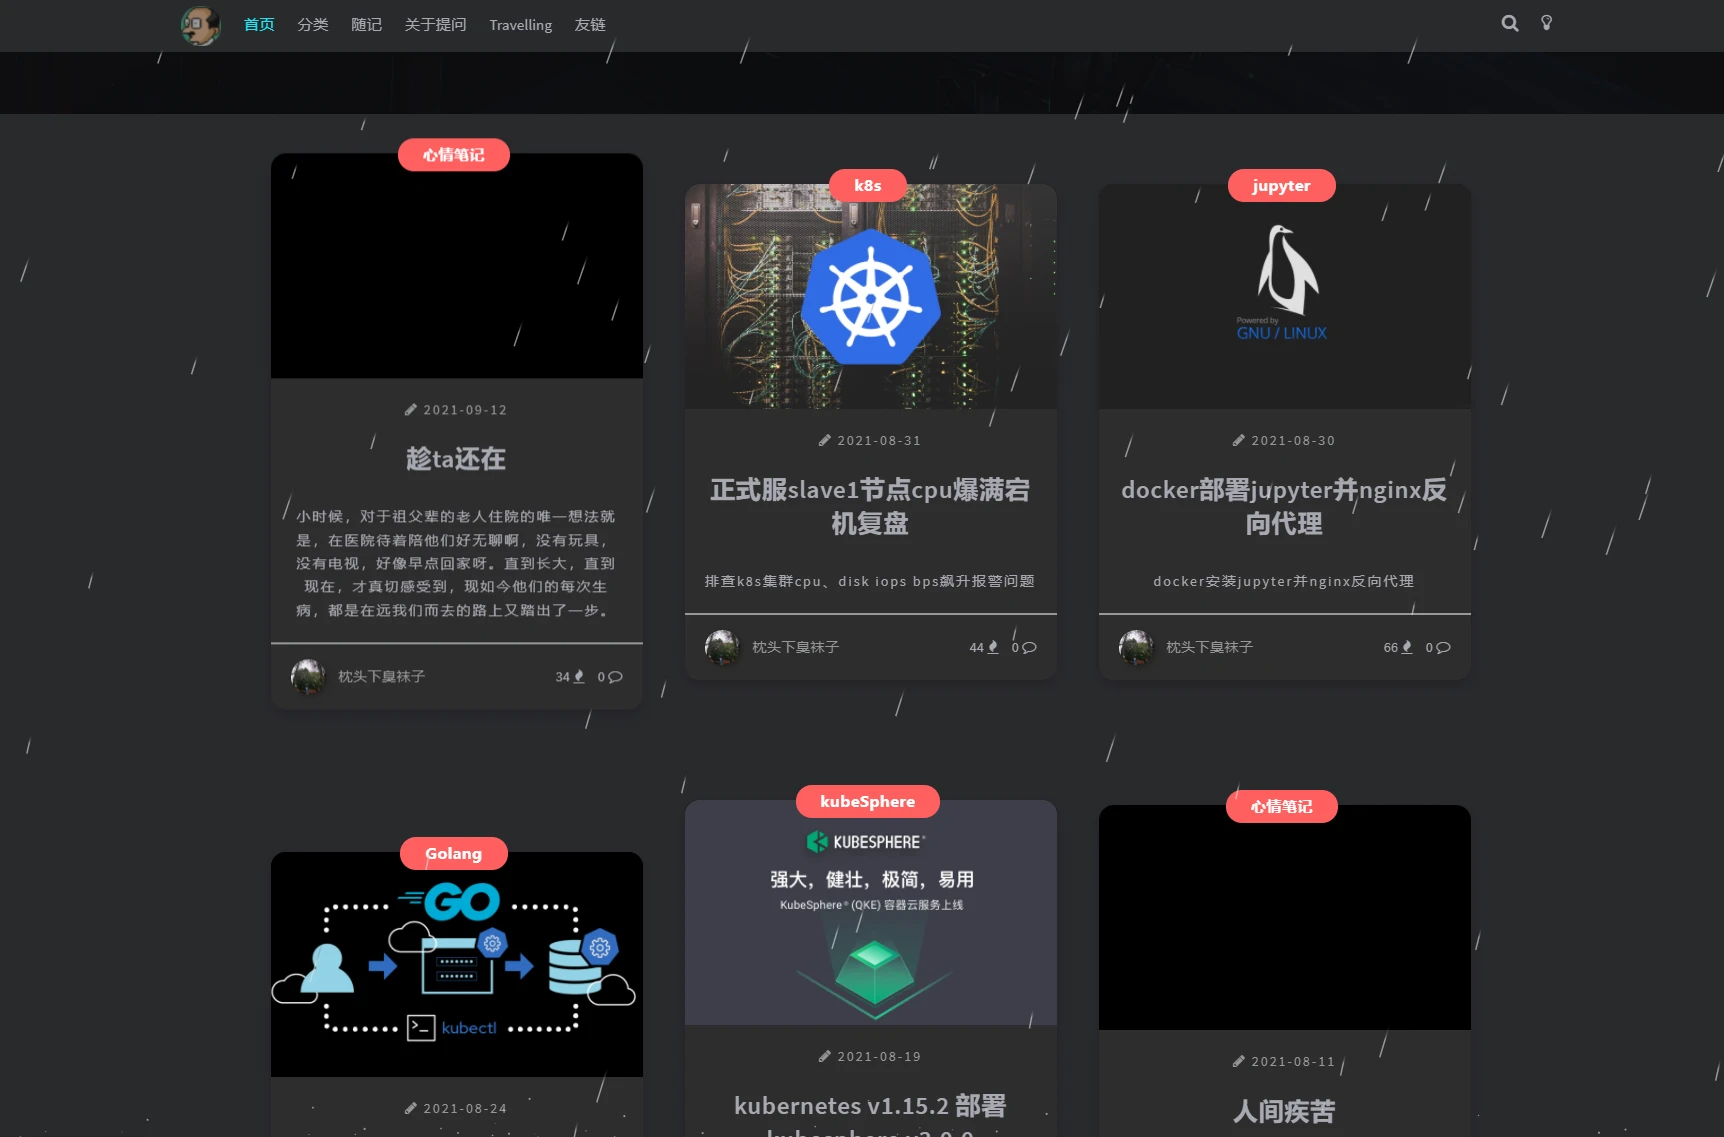 首页 分类 随记 关于提问 Travelling 友链
心情笔记
2021-09-12
趁ta还在
小时候，对于祖父辈的老人住院的唯一想法就
是，在医院待着陪他们好无聊啊，没有玩具，
没有电视，好像早点回家呀。直到长大，直到
现在，才真切感受到，现如今他们的每次生
病，都是在远我们而去的路上又踏出了一步。
枕头下臭袜子 34 0
k8s
2021-08-31
正式服slave1节点cpu爆满宕
机复盘
排查k8s集群cpu、disk iops bps飙升报警问题
枕头下臭袜子 44 0
jupyter
Powered by
GNU / LINUX
2021-08-30
docker部署jupyter并nginx反
向代理
docker安装jupyter并nginx反向代理
枕头下臭袜子 66 0
Golang
GO
kubectl
2021-08-24
kubeSphere
KUBESPHERE
强大，健壮，极简，易用
KubeSphere® (QKE) 容器云服务上线
2021-08-19
kubernetes v1.15.2 部署
心情笔记
2021-08-11
人间疾苦